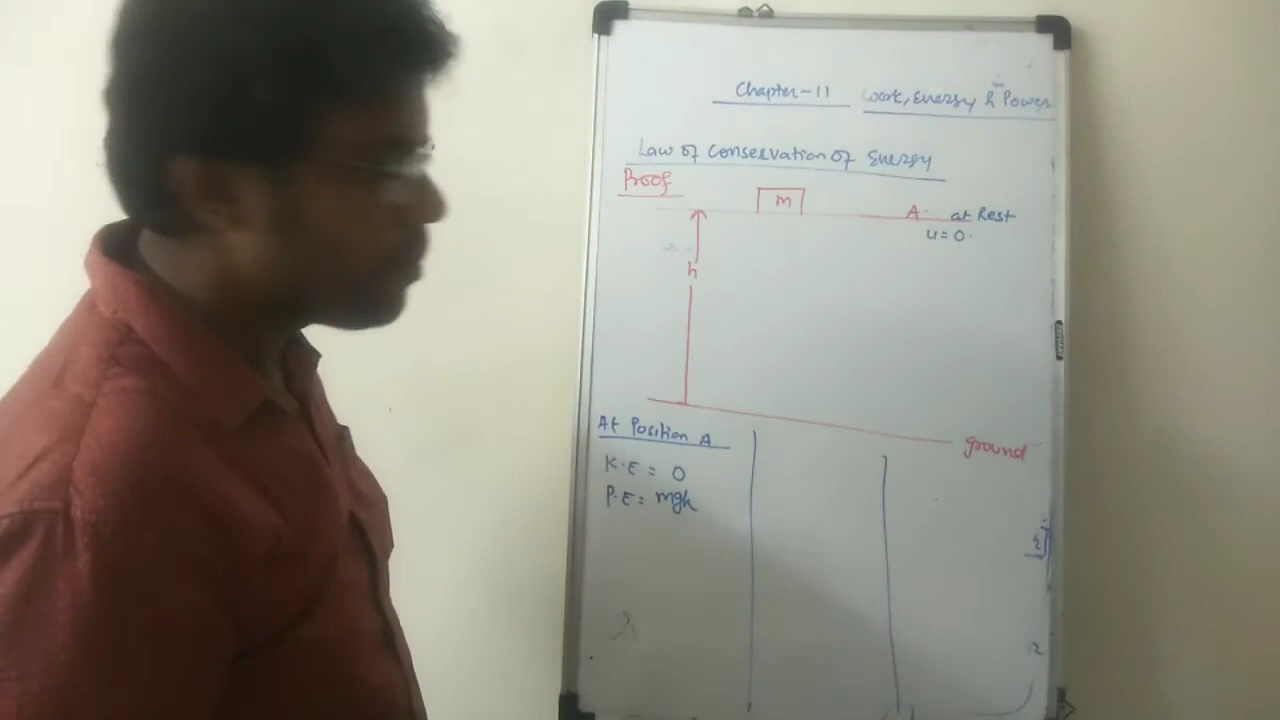 Chapter-11 Work, Energy & Power
Law of Conservation of Energy
Proof
m
A. at Rest
u = 0.
h
ground
At Position A
K.E = 0
P.E = mgh